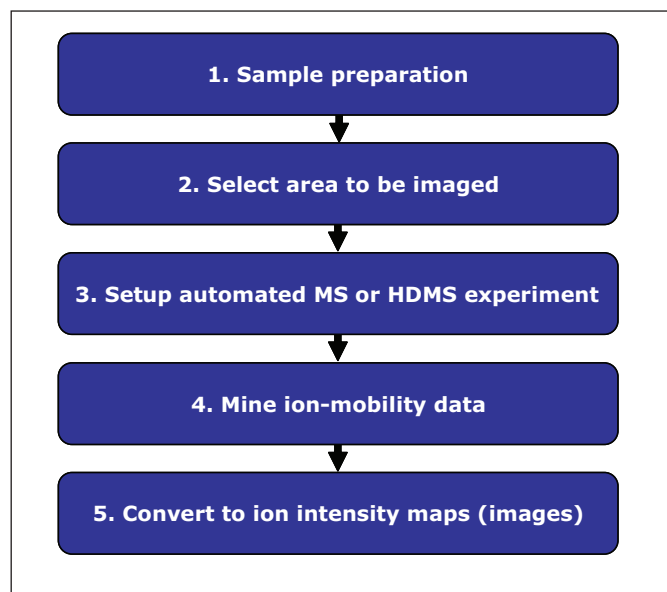 1. Sample preparation
2. Select area to be imaged
3. Setup automated MS or HDMS experiment
4. Mine ion-mobility data
5. Convert to ion intensity maps (images)